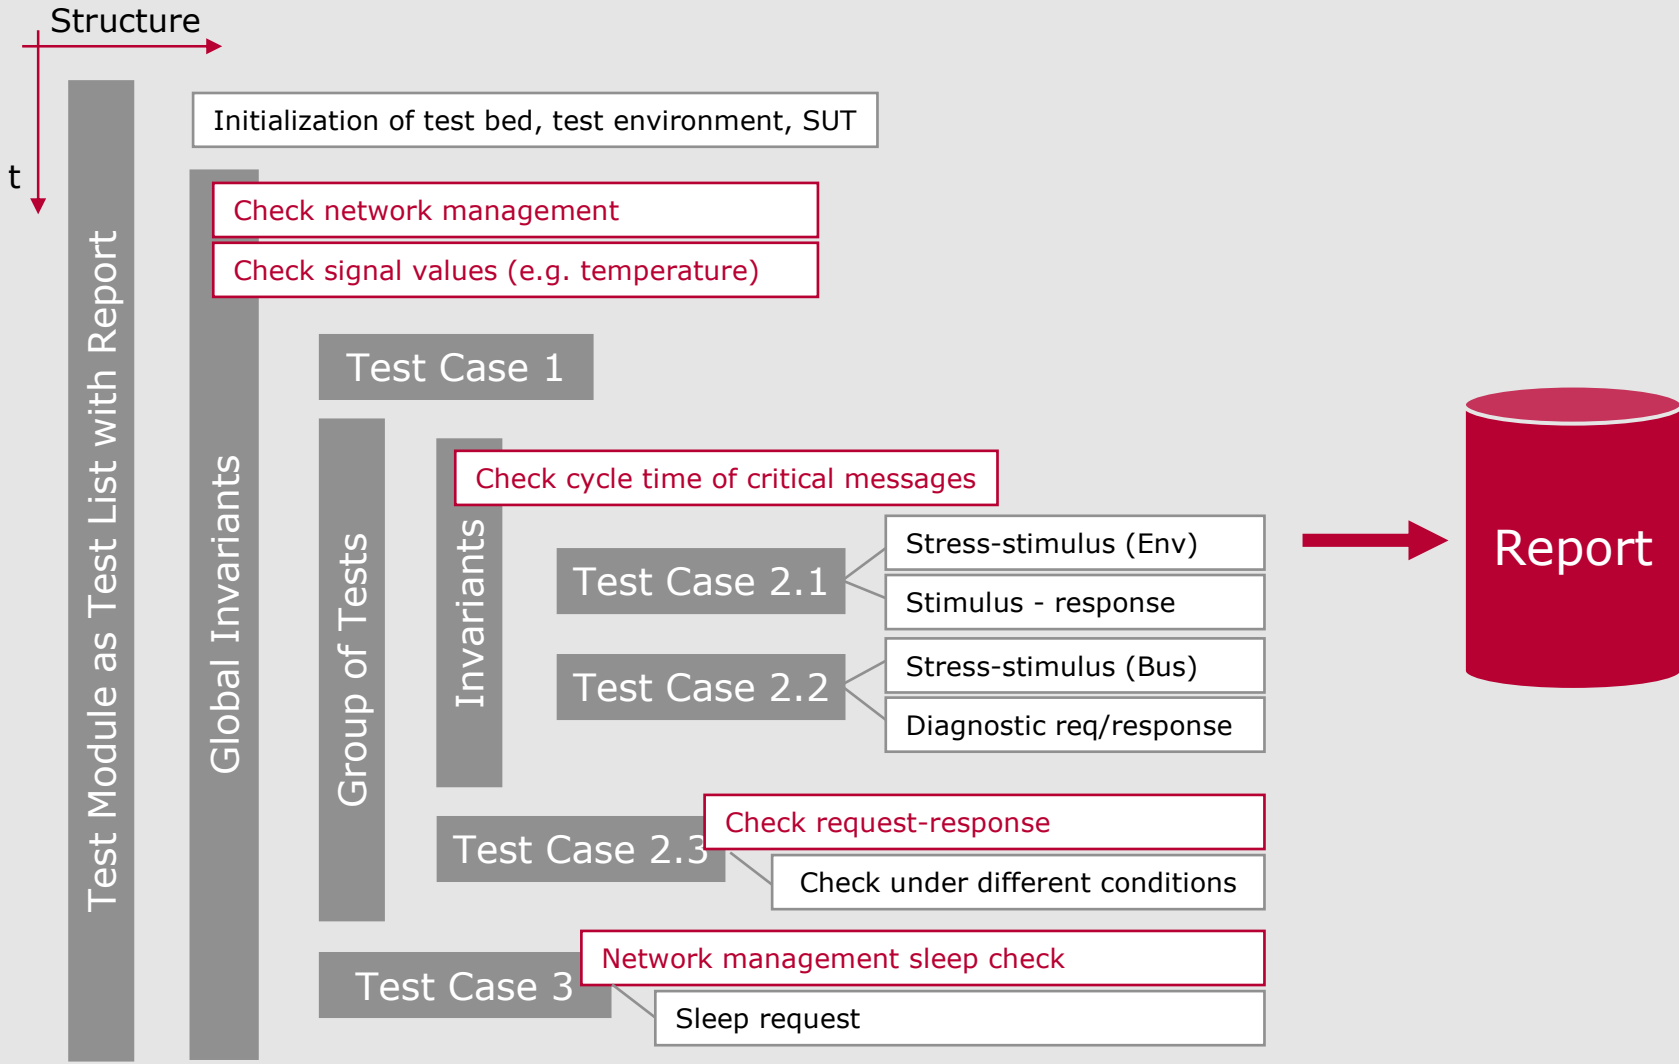 Structure
t
Test Module as Test List with Report
Initialization of test bed, test environment, SUT
Global Invariants
Check network management
Check signal values (e.g. temperature)
Test Case 1
Group of Tests
Invariants
Check cycle time of critical messages
Test Case 2.1
Stress-stimulus (Env)
Stimulus - response
Test Case 2.2
Stress-stimulus (Bus)
Diagnostic req/response
Test Case 2.3
Check request-response
Check under different conditions
Test Case 3
Network management sleep check
Sleep request
Report